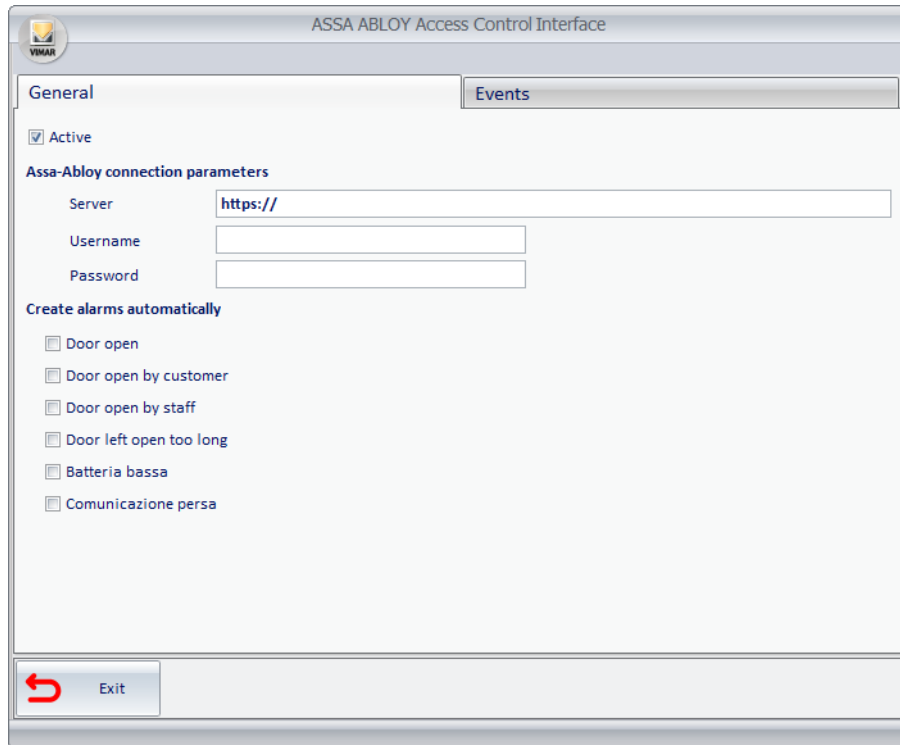 ASSA ABLOY Access Control Interface
VIMAR
General
Events
Active
Assa-Abloy connection parameters
Server
https://
Username
Password
Create alarms automatically
Door open
Door open by customer
Door open by staff
Door left open too long
Batteria bassa
Comunicazione persa
Exit